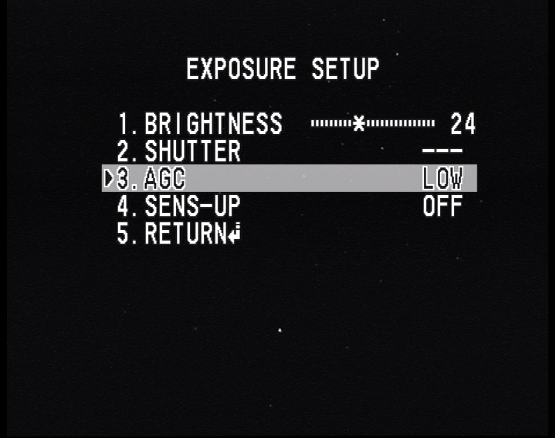 EXPOSURE SETUP
1. BRIGHTNESS 24
2. SHUTTER ---
3. AGC LOW
4. SENS-UP OFF
5. RETURN↲